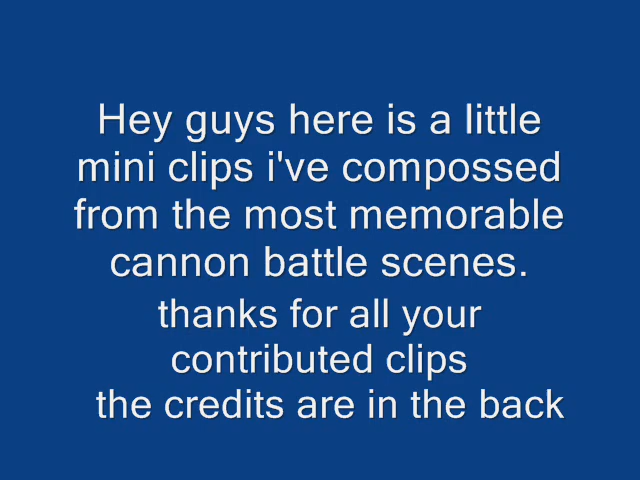 Hey guys here is a little
mini clips i've compossed
from the most memorable
cannon battle scenes.
thanks for all your
contributed clips
the credits are in the back